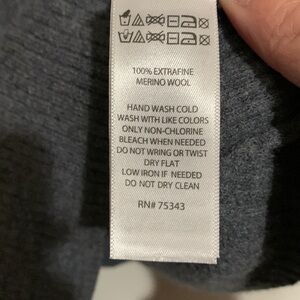 100% EXTRAFINE
MERINO WOOL
HAND WASH COLD
WASH WITH LIKE COLORS
ONLY NON-CHLORINE
BLEACH WHEN NEEDED
DO NOT WRING OR TWIST
DRY FLAT
LOW IRON IF NEEDED
DO NOT DRY CLEAN
RN# 75343